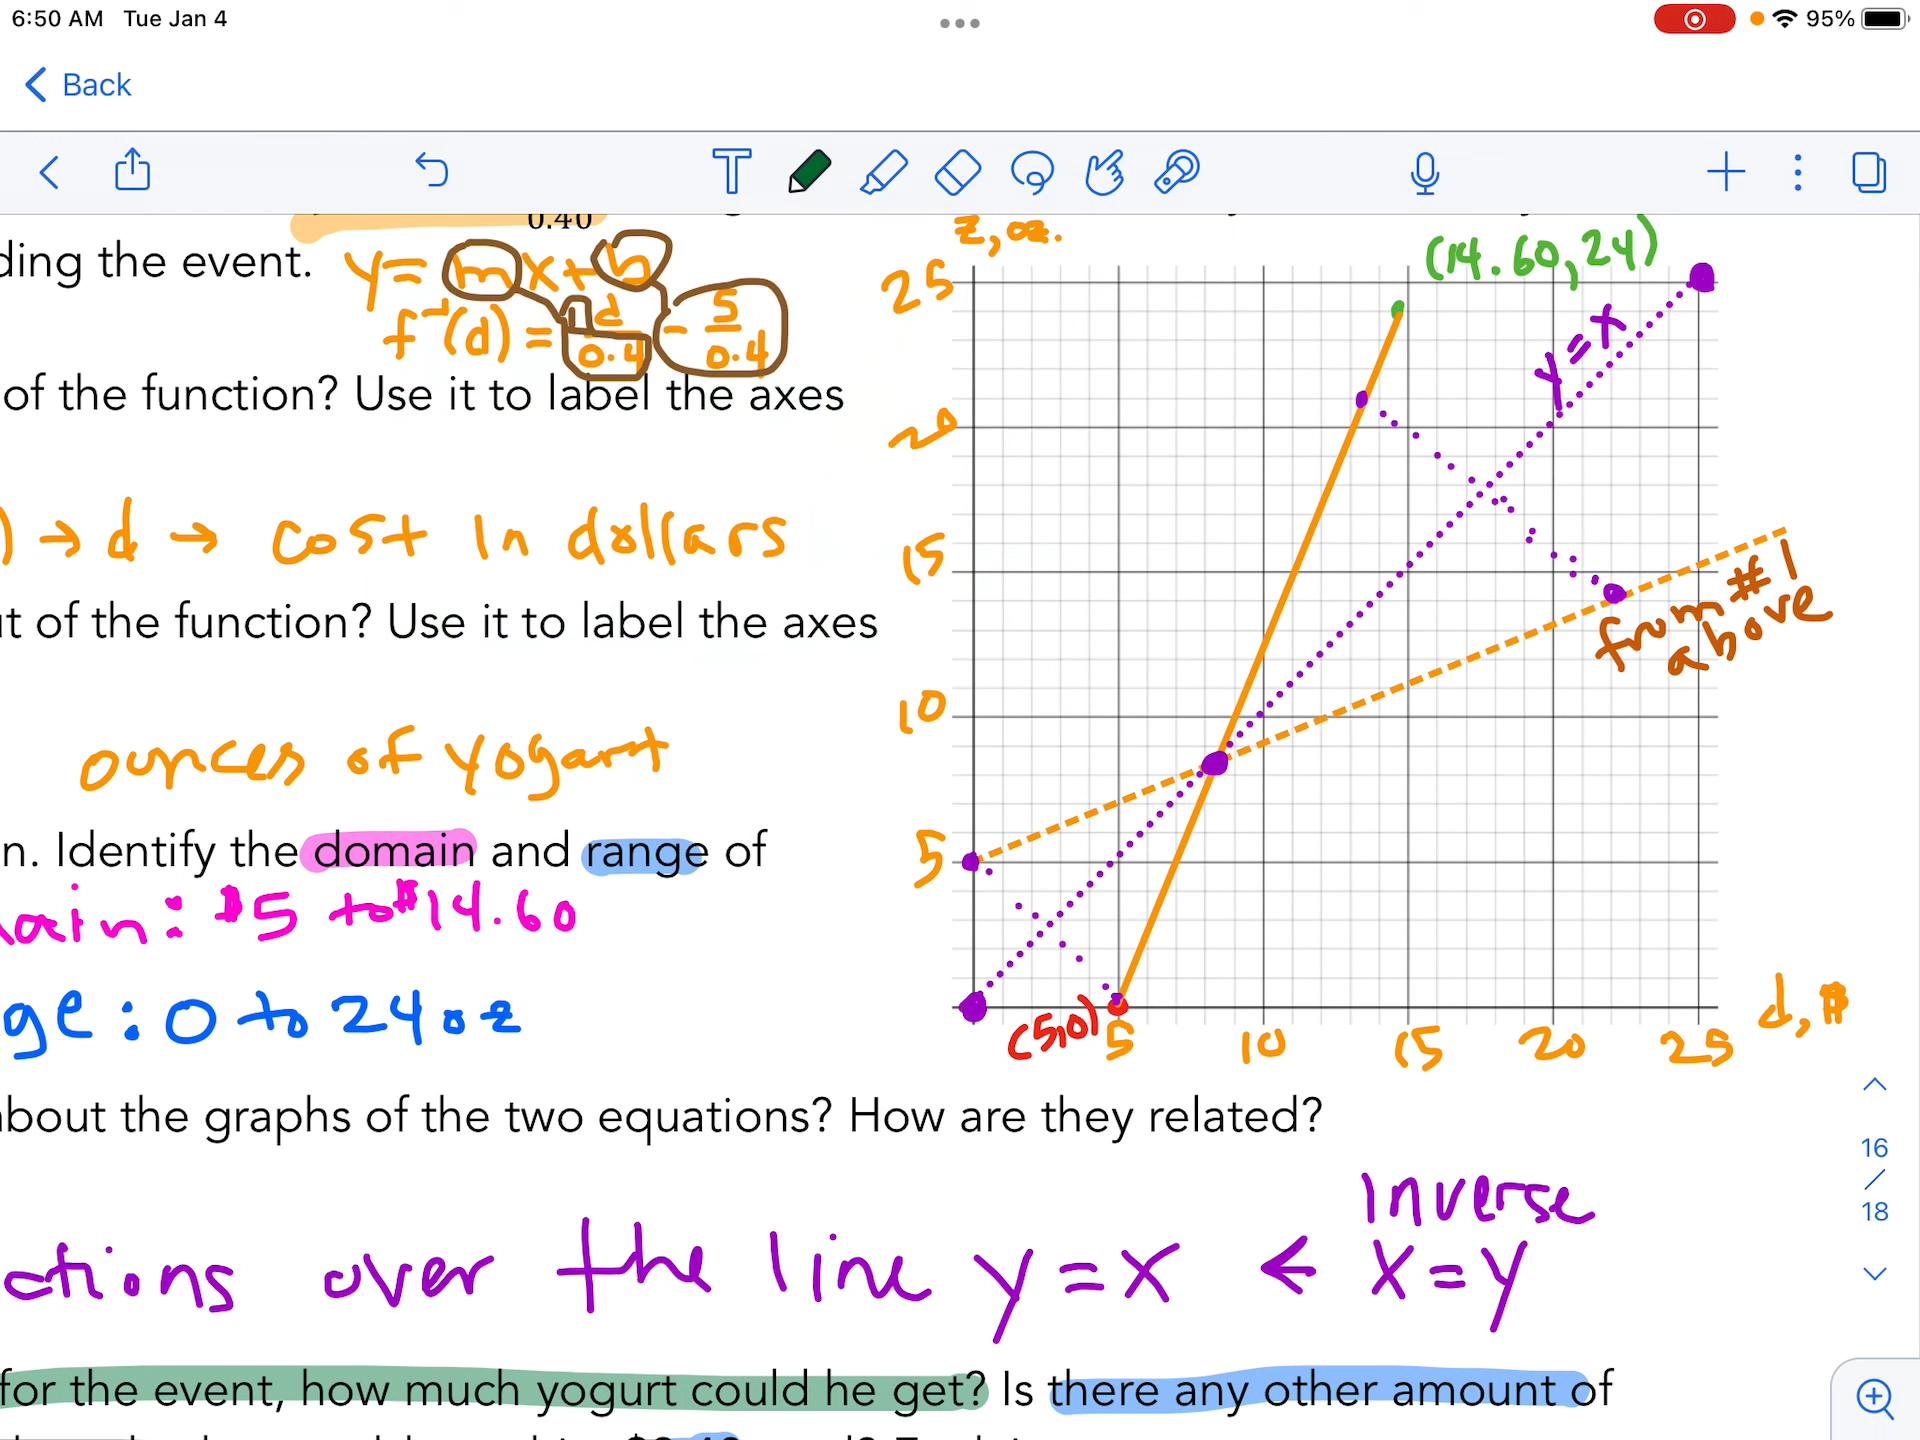 6:50 AM Tue Jan 4
95%
Back
0.40
ding the event.
y = mx + b
f⁻¹(d) = 1d/0.4 - 5/0.4
of the function? Use it to label the axes
) → d → cost in dollars
t of the function? Use it to label the axes
ounces of yogart
n. Identify the domain and range of
main: $5 to $14.60
ge: 0 to 24 oz
z, oz.
25
20
15
10
5
(14.60, 24)
y = x
from #1
above
(5,0)
5 10 15 20 25
d, $
about the graphs of the two equations? How are they related?
16
/
18
inverse
ctions over the line y = x ← x = y
for the event, how much yogurt could he get? Is there any other amount of